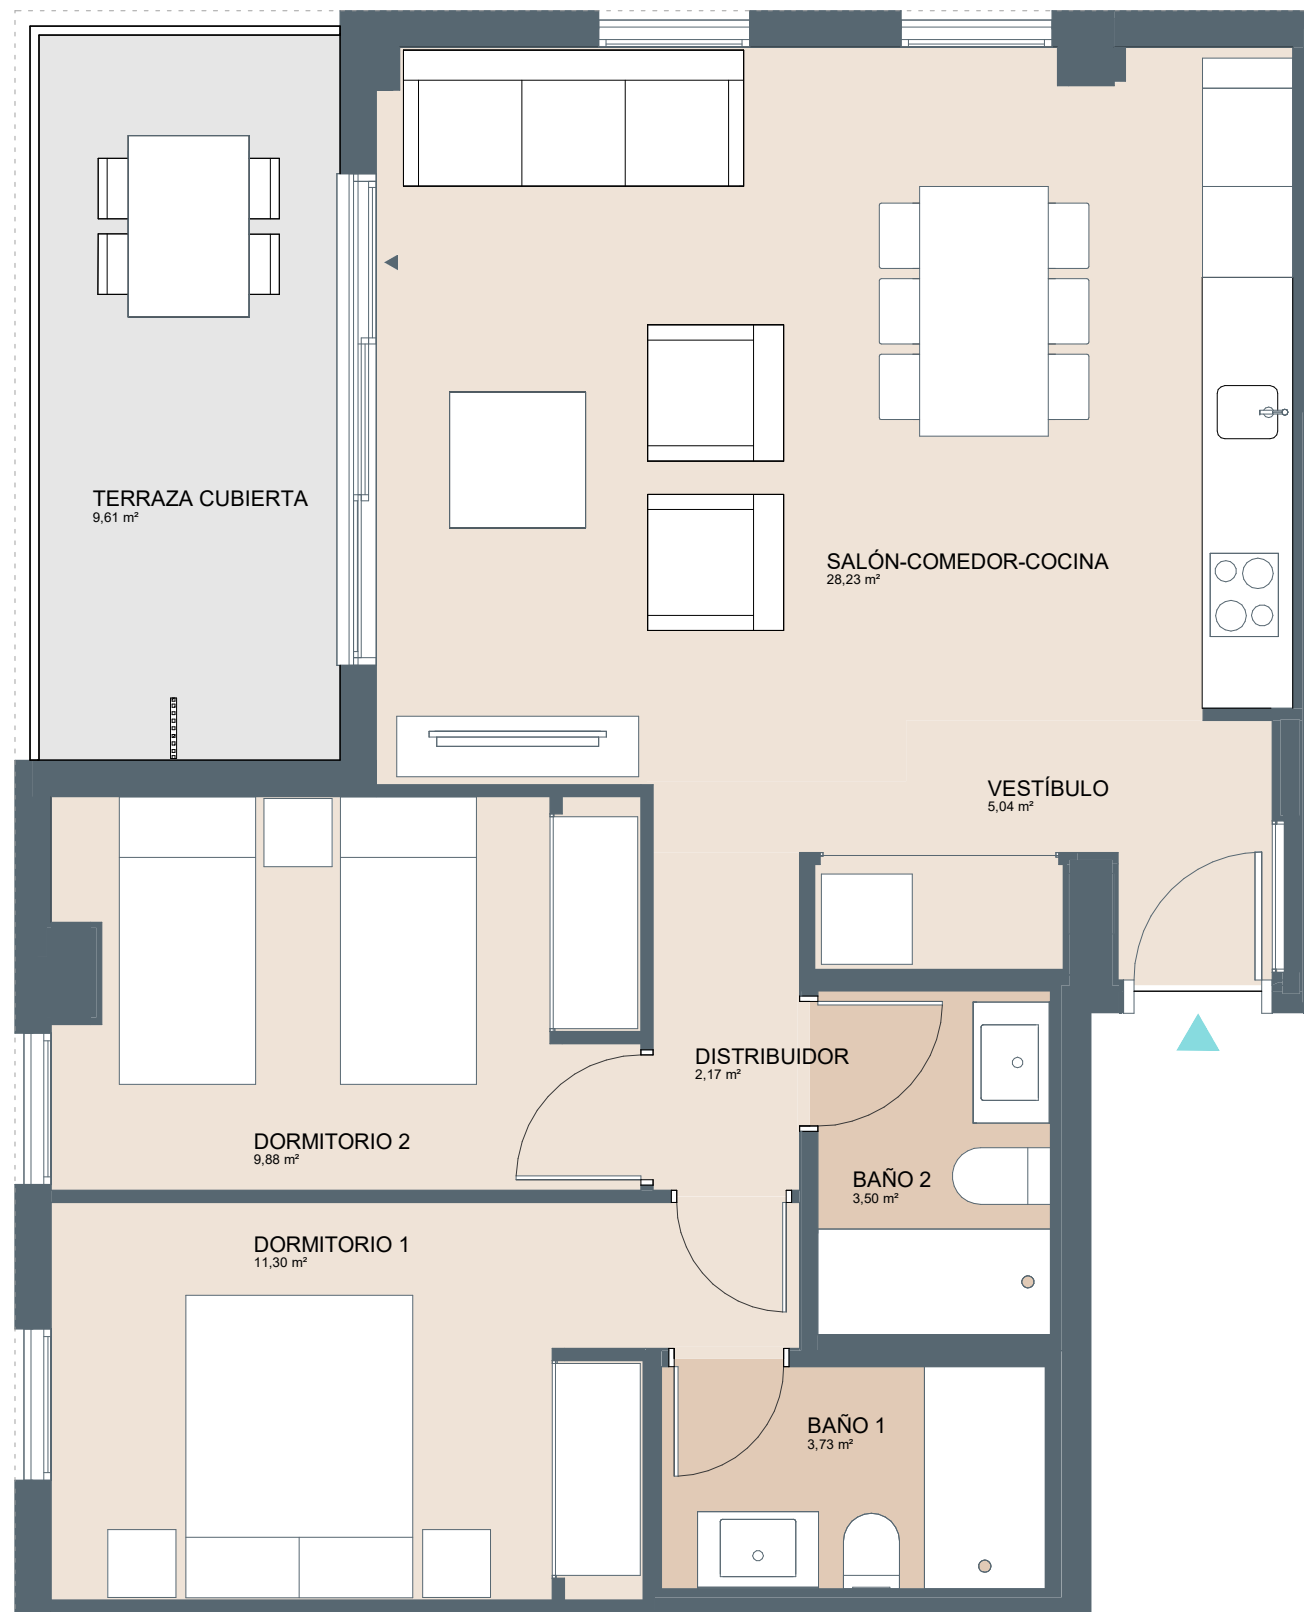 TERRAZA CUBIERTA
9,61 m²
SALÓN-COMEDOR-COCINA
28,23 m²
VESTÍBULO
5,04 m²
DISTRIBUIDOR
2,17 m²
DORMITORIO 2
9,88 m²
BAÑO 2
3,50 m²
DORMITORIO 1
11,30 m²
BAÑO 1
3,73 m²